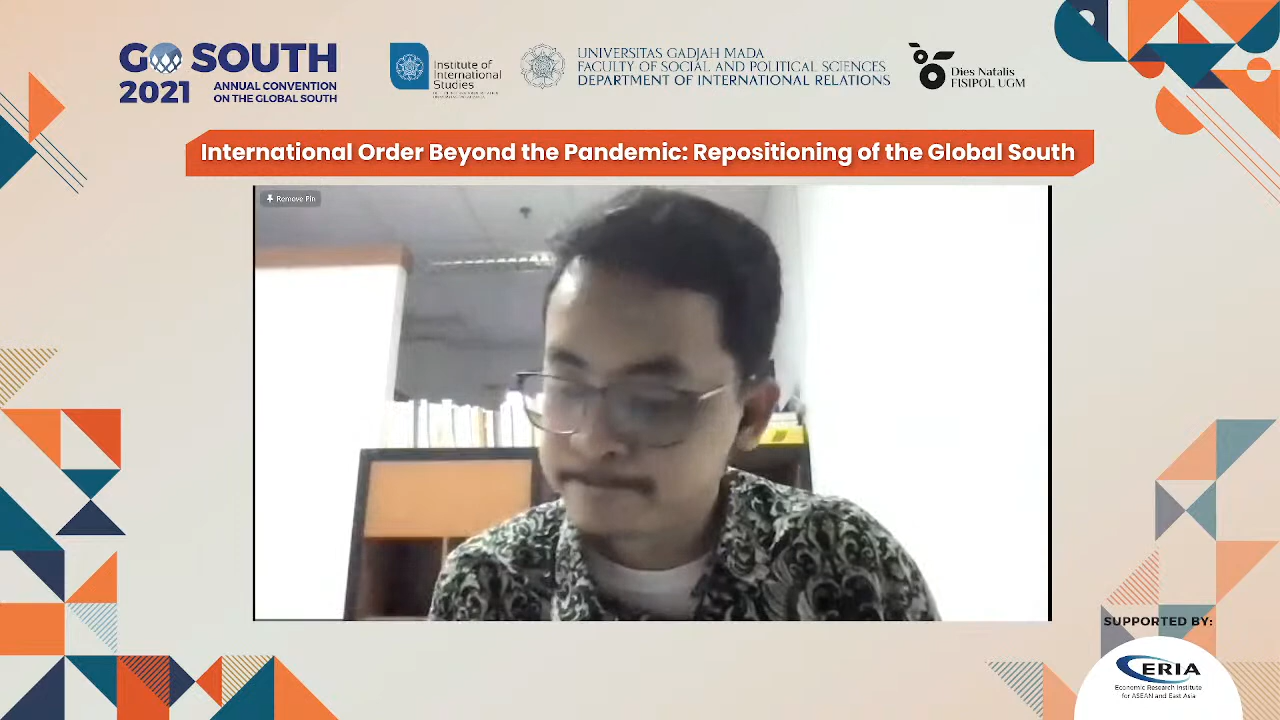 GO SOUTH
2021 ANNUAL CONVENTION
ON THE GLOBAL SOUTH
Institute of
International
Studies
UNIVERSITAS GADJAH MADA
FACULTY OF SOCIAL AND POLITICAL SCIENCES
DEPARTMENT OF INTERNATIONAL RELATIONS
Dies Natalis
FISIPOL UGM
International Order Beyond the Pandemic: Repositioning of the Global South
Remove Pin
SUPPORTED BY:
ERIA
Economic Research Institute
for ASEAN and East Asia